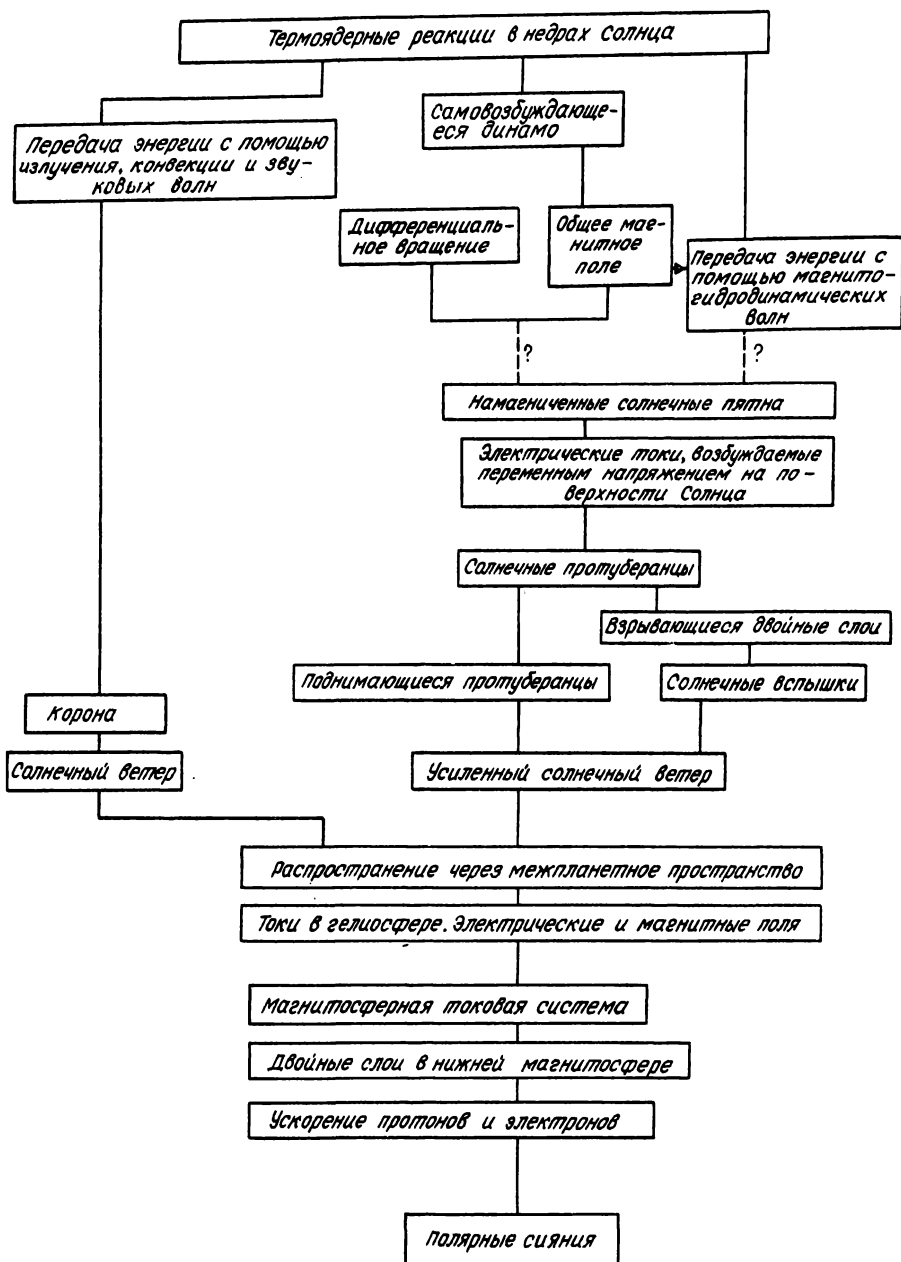 Термоядерные реакции в недрах Солнца
Самовозбуждающе-
еся динамо
Передача энергии с помощью
излучения, конвекции и зву-
ковых волн
Дифференциаль-
ное вращение
Общее маг-
нитное
поле
Передача энергии с
помощью магнито-
гидродинамических
волн
?
?
Намагниченные солнечные пятна
Электрические токи, возбуждаемые
переменным напряжением на по-
верхности Солнца
Солнечные протуберанцы
Взрывающиеся двойные слои
Поднимающиеся протуберанцы
Солнечные вспышки
Корона
Солнечный ветер
Усиленный солнечный ветер
Распространение через межпланетное пространство
Токи в гелиосфере. Электрические и магнитные поля
Магнитосферная токовая система
Двойные слои в нижней магнитосфере
Ускорение протонов и электронов
Полярные сияния